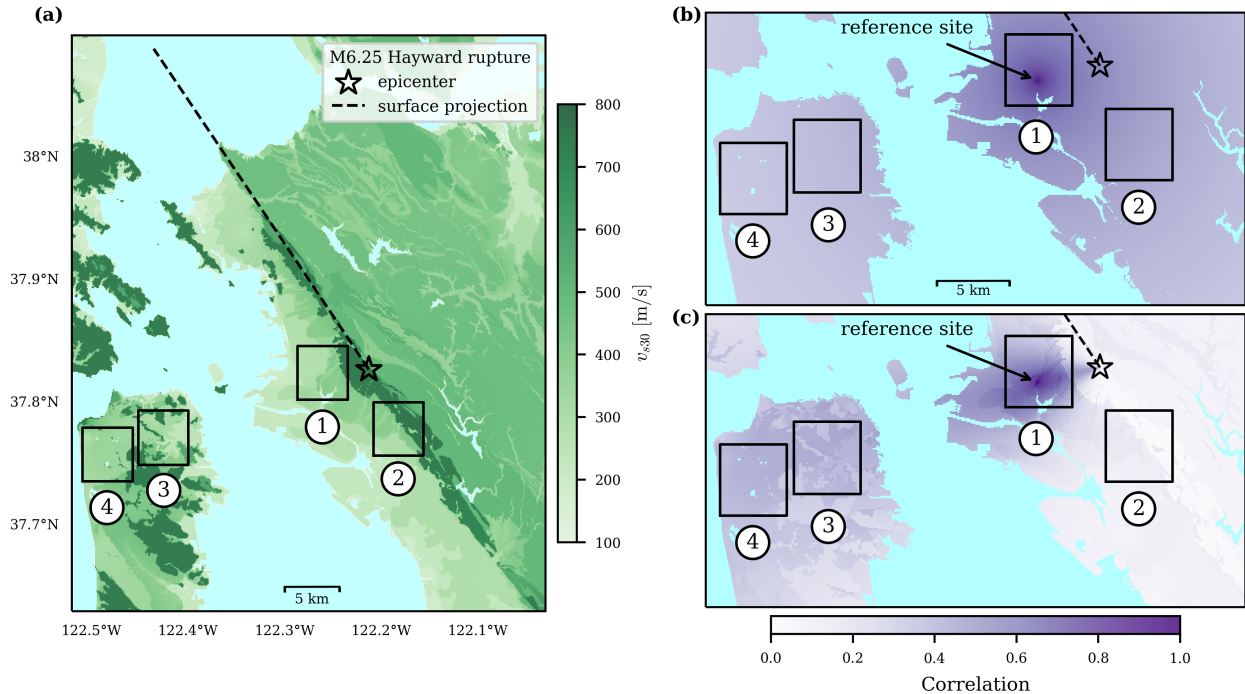 (a)
M6.25 Hayward rupture
epicenter
surface projection
38°N
37.9°N
37.8°N
37.7°N
122.5°W
122.4°W
122.3°W
122.2°W
122.1°W
1
2
3
4
5 km
800
700
600
500
400
300
200
100
v_{s30} [m/s]
(b)
reference site
1
2
3
4
5 km
(c)
reference site
1
2
3
4
0.0
0.2
0.4
0.6
0.8
1.0
Correlation